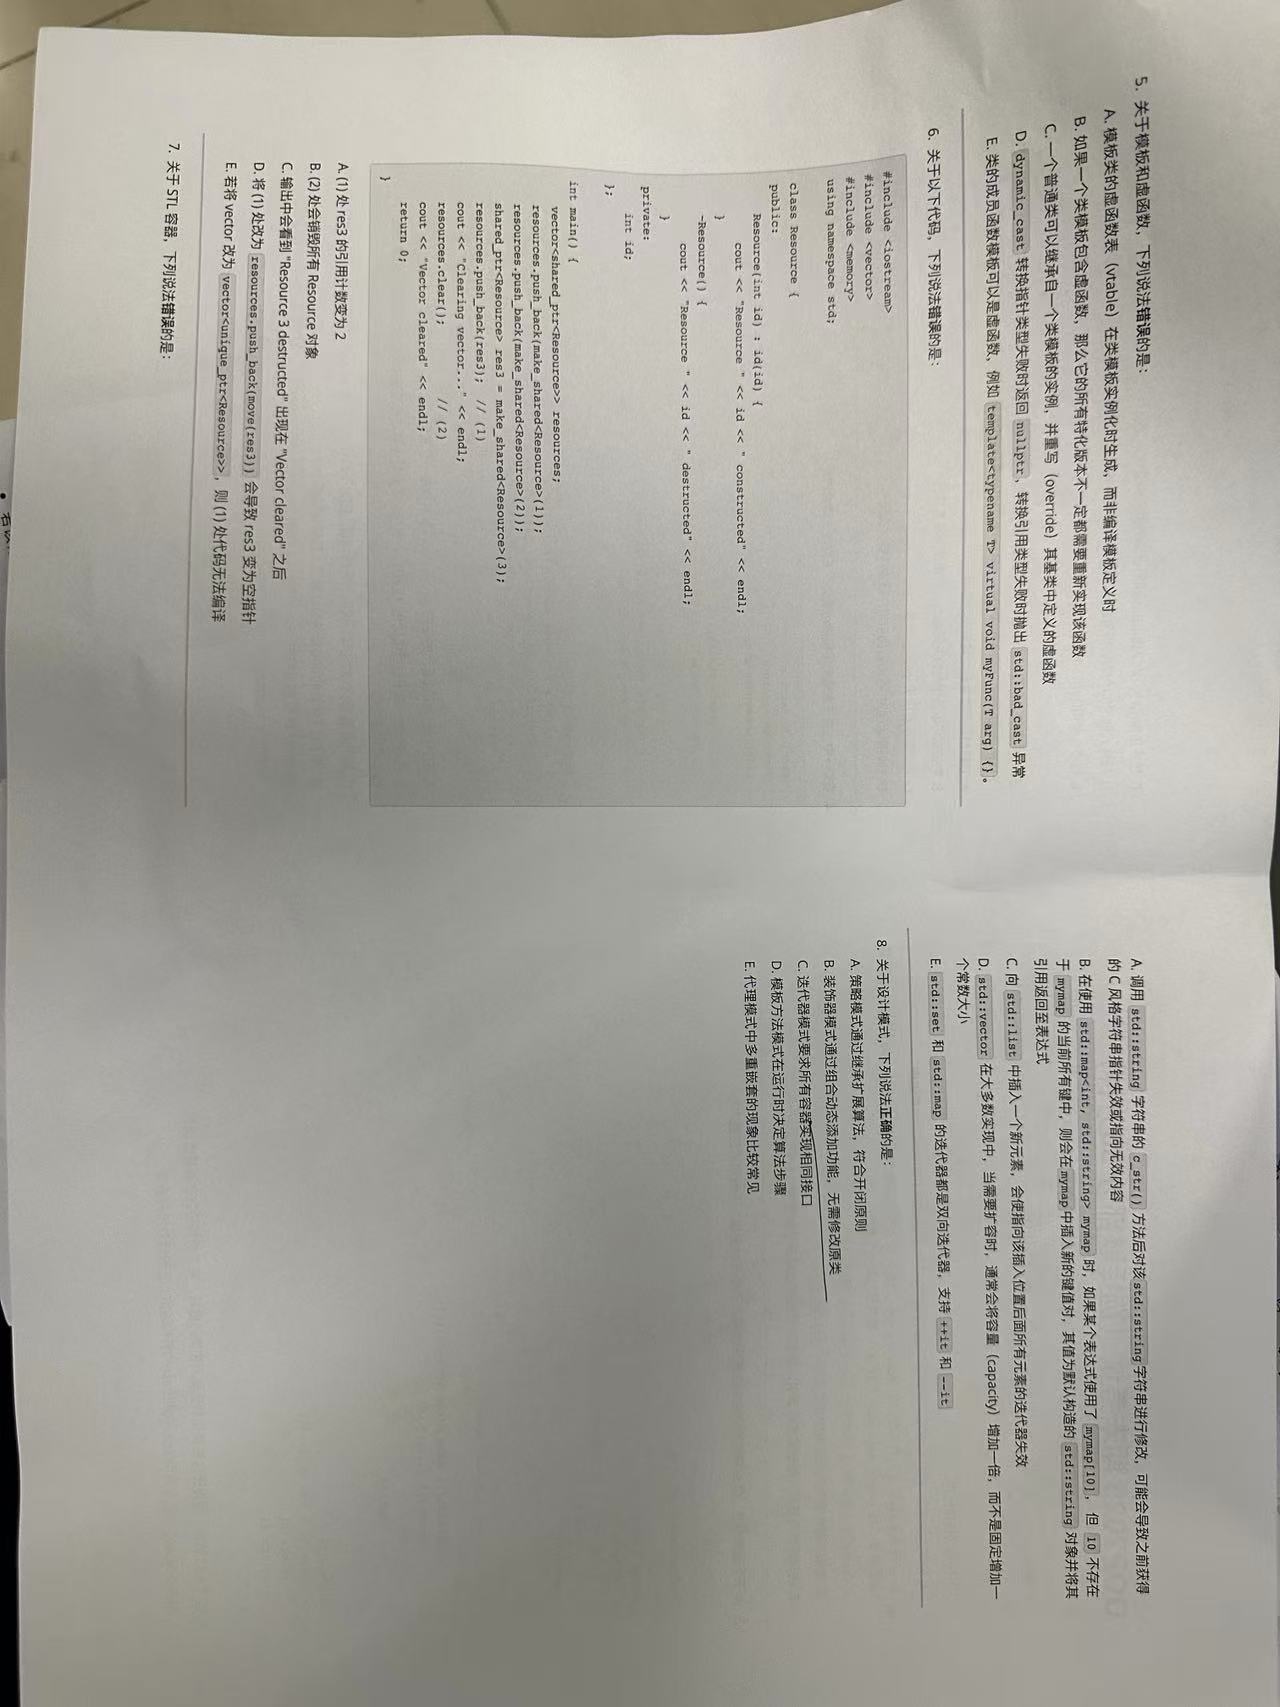 5. 关于模板和虚函数，下列说法错误的是：
A. 模板类的虚函数表（vtable）在类模板实例化时生成，而非编译模板定义时
B. 如果一个类模板包含虚函数，那么它的所有特化版本不一定都需要重新实现该函数
C. 一个普通类可以继承自一个类模板的实例，并重写（override）其基类中定义的虚函数
D. dynamic_cast 转换指针类型失败时返回 nullptr，转换引用类型失败时抛出 std::bad_cast 异常
E. 类的成员函数模板可以是虚函数，例如 template<typename T> virtual void myFunc(T arg) {}。
6. 关于以下代码，下列说法错误的是：
#include <iostream>
#include <vector>
#include <memory>
using namespace std;
class Resource {
public:
Resource(int id) : id(id) {
cout << "Resource " << id << " constructed" << endl;
}
~Resource() {
cout << "Resource " << id << " destructed" << endl;
}
private:
int id;
};
int main() {
vector<shared_ptr<Resource>> resources;
resources.push_back(make_shared<Resource>(1));
resources.push_back(make_shared<Resource>(2));
shared_ptr<Resource> res3 = make_shared<Resource>(3);
resources.push_back(res3); // (1)
cout << "Clearing vector..." << endl;
resources.clear(); // (2)
cout << "Vector cleared" << endl;
return 0;
}
A. (1) 处 res3 的引用计数变为 2
B. (2) 处会销毁所有 Resource 对象
C. 输出中会看到 "Resource 3 destructed" 出现在 "Vector cleared" 之后
D. 将 (1) 处改为 resources.push_back(move(res3)) 会导致 res3 变为空指针
E. 若将 vector 改为 vector<unique_ptr<Resource>>，则 (1) 处代码无法编译
7. 关于 STL 容器，下列说法错误的是：
A. 调用 std::string 字符串的 c_str() 方法后对该 std::string 字符串进行修改，可能会导致之前获得
的 C 风格字符串指针失效或指向无效内容
B. 在使用 std::map<int, std::string> mymap 时，如果某个表达式使用了 mymap[10]，但 10 不存在
于 mymap 的当前所有键中，则会在 mymap 中插入新的键值对，其值为默认构造的 std::string 对象并将其
引用返回至表达式
C. 向 std::list 中插入一个新元素，会使指向该插入位置后面所有元素的迭代器失效
D. std::vector 在大多数实现中，当需要扩容时，通常会将容量（capacity）增加一倍，而不是固定增加一
个常数大小
E. std::set 和 std::map 的迭代器都是双向迭代器，支持 ++it 和 --it
8. 关于设计模式，下列说法正确的是：
A. 策略模式通过继承扩展算法，符合开闭原则
B. 装饰器模式通过组合动态添加功能，无需修改原类
C. 迭代器模式要求所有容器实现相同接口
D. 模板方法模式在运行时决定算法步骤
E. 代理模式中多重嵌套的现象比较常见